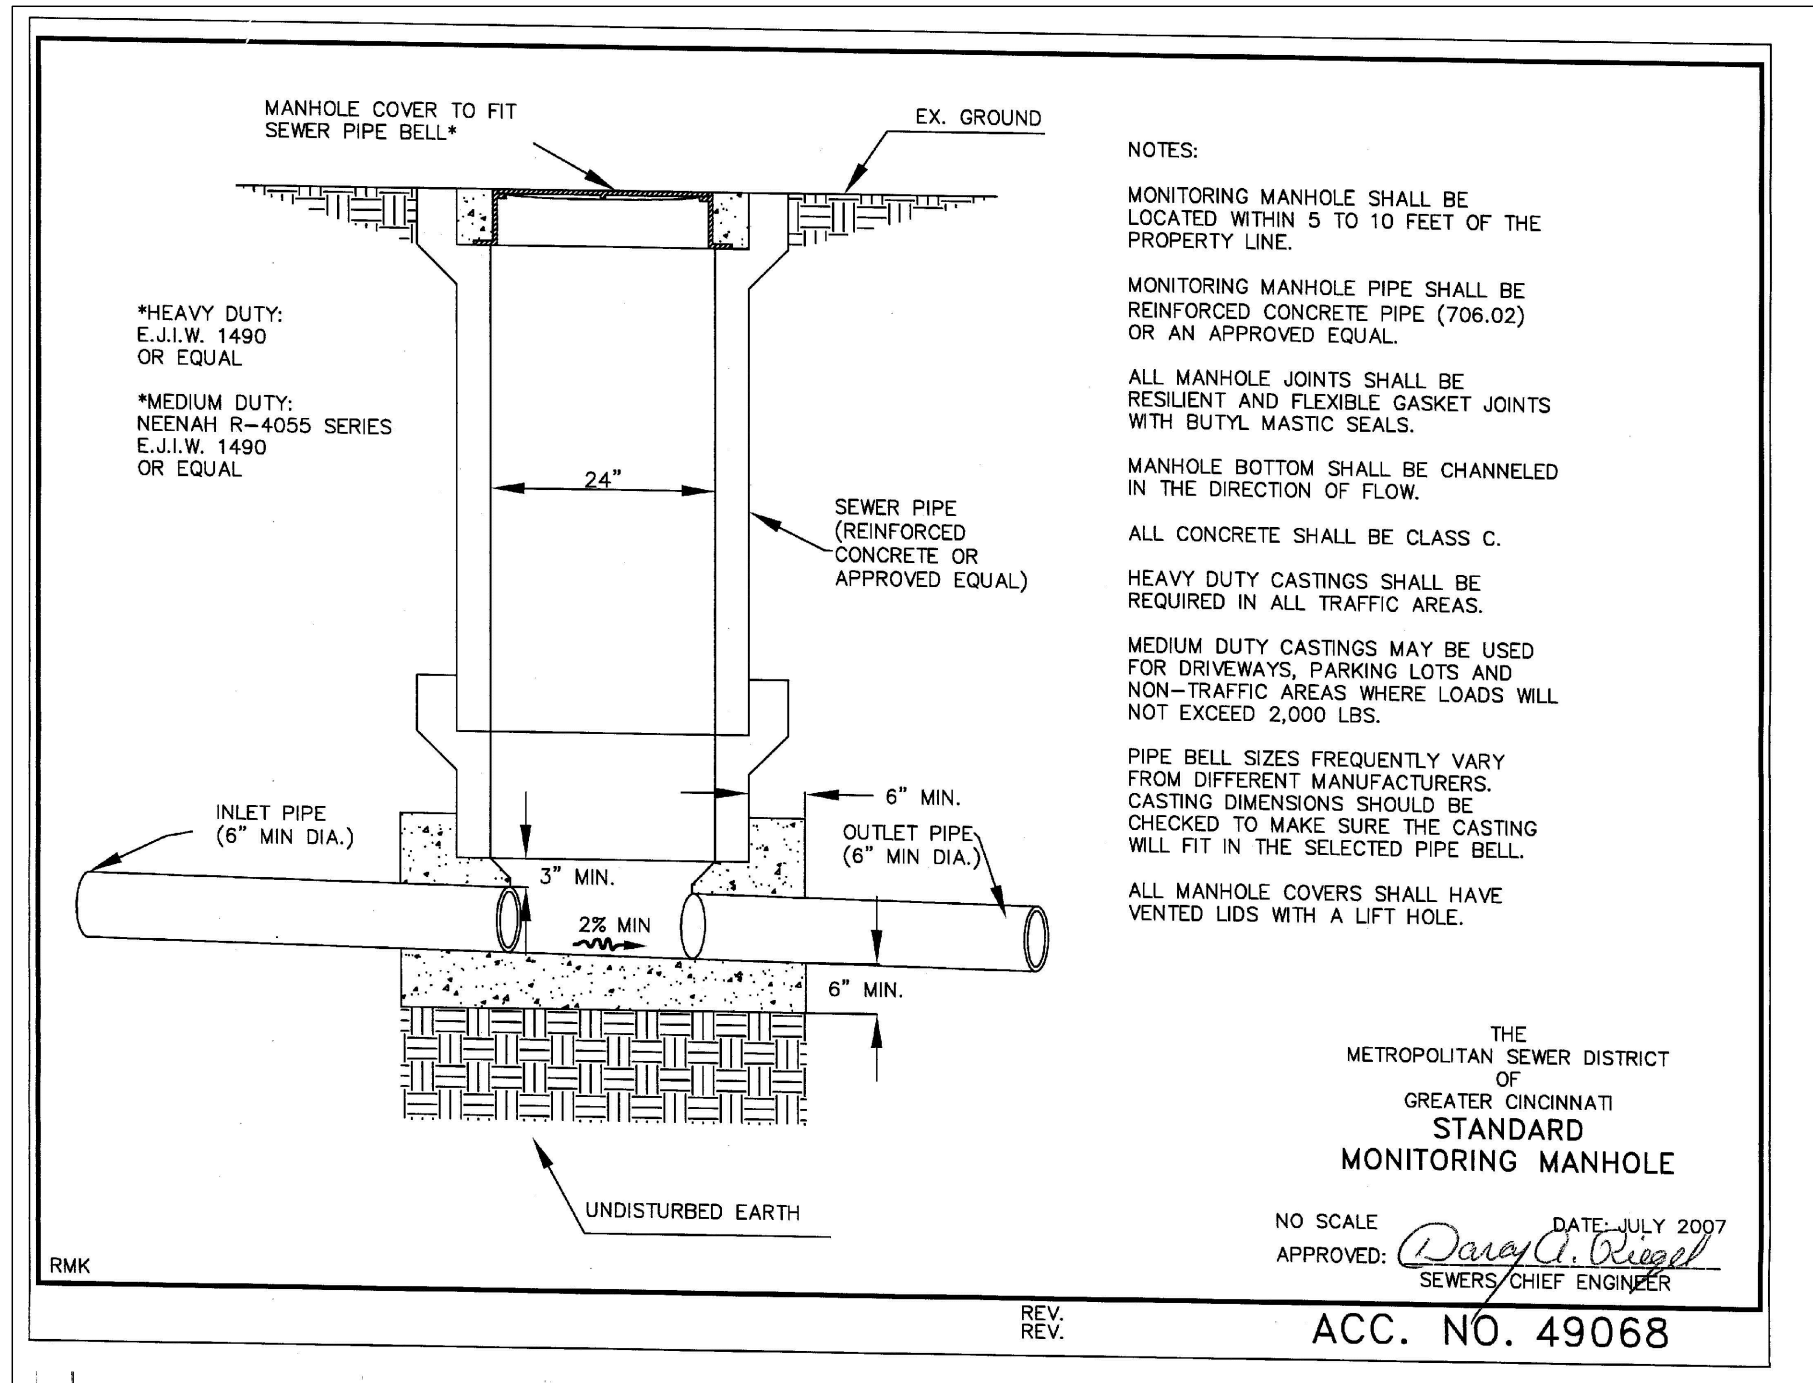 MANHOLE COVER TO FIT
SEWER PIPE BELL*
EX. GROUND
*HEAVY DUTY:
E.J.I.W. 1490
OR EQUAL
*MEDIUM DUTY:
NEENAH R-4055 SERIES
E.J.I.W. 1490
OR EQUAL
24"
SEWER PIPE
(REINFORCED
CONCRETE OR
APPROVED EQUAL)
INLET PIPE
(6" MIN DIA.)
6" MIN.
OUTLET PIPE
(6" MIN DIA.)
3" MIN.
2% MIN
6" MIN.
UNDISTURBED EARTH
RMK
NOTES:
MONITORING MANHOLE SHALL BE
LOCATED WITHIN 5 TO 10 FEET OF THE
PROPERTY LINE.
MONITORING MANHOLE PIPE SHALL BE
REINFORCED CONCRETE PIPE (706.02)
OR AN APPROVED EQUAL.
ALL MANHOLE JOINTS SHALL BE
RESILIENT AND FLEXIBLE GASKET JOINTS
WITH BUTYL MASTIC SEALS.
MANHOLE BOTTOM SHALL BE CHANNELED
IN THE DIRECTION OF FLOW.
ALL CONCRETE SHALL BE CLASS C.
HEAVY DUTY CASTINGS SHALL BE
REQUIRED IN ALL TRAFFIC AREAS.
MEDIUM DUTY CASTINGS MAY BE USED
FOR DRIVEWAYS, PARKING LOTS AND
NON-TRAFFIC AREAS WHERE LOADS WILL
NOT EXCEED 2,000 LBS.
PIPE BELL SIZES FREQUENTLY VARY
FROM DIFFERENT MANUFACTURERS.
CASTING DIMENSIONS SHOULD BE
CHECKED TO MAKE SURE THE CASTING
WILL FIT IN THE SELECTED PIPE BELL.
ALL MANHOLE COVERS SHALL HAVE
VENTED LIDS WITH A LIFT HOLE.
THE
METROPOLITAN SEWER DISTRICT
OF
GREATER CINCINNATI
STANDARD
MONITORING MANHOLE
NO SCALE DATE: JULY 2007
APPROVED: Darcy A. Riegel
SEWERS CHIEF ENGINEER
REV.
REV.
ACC. NO. 49068